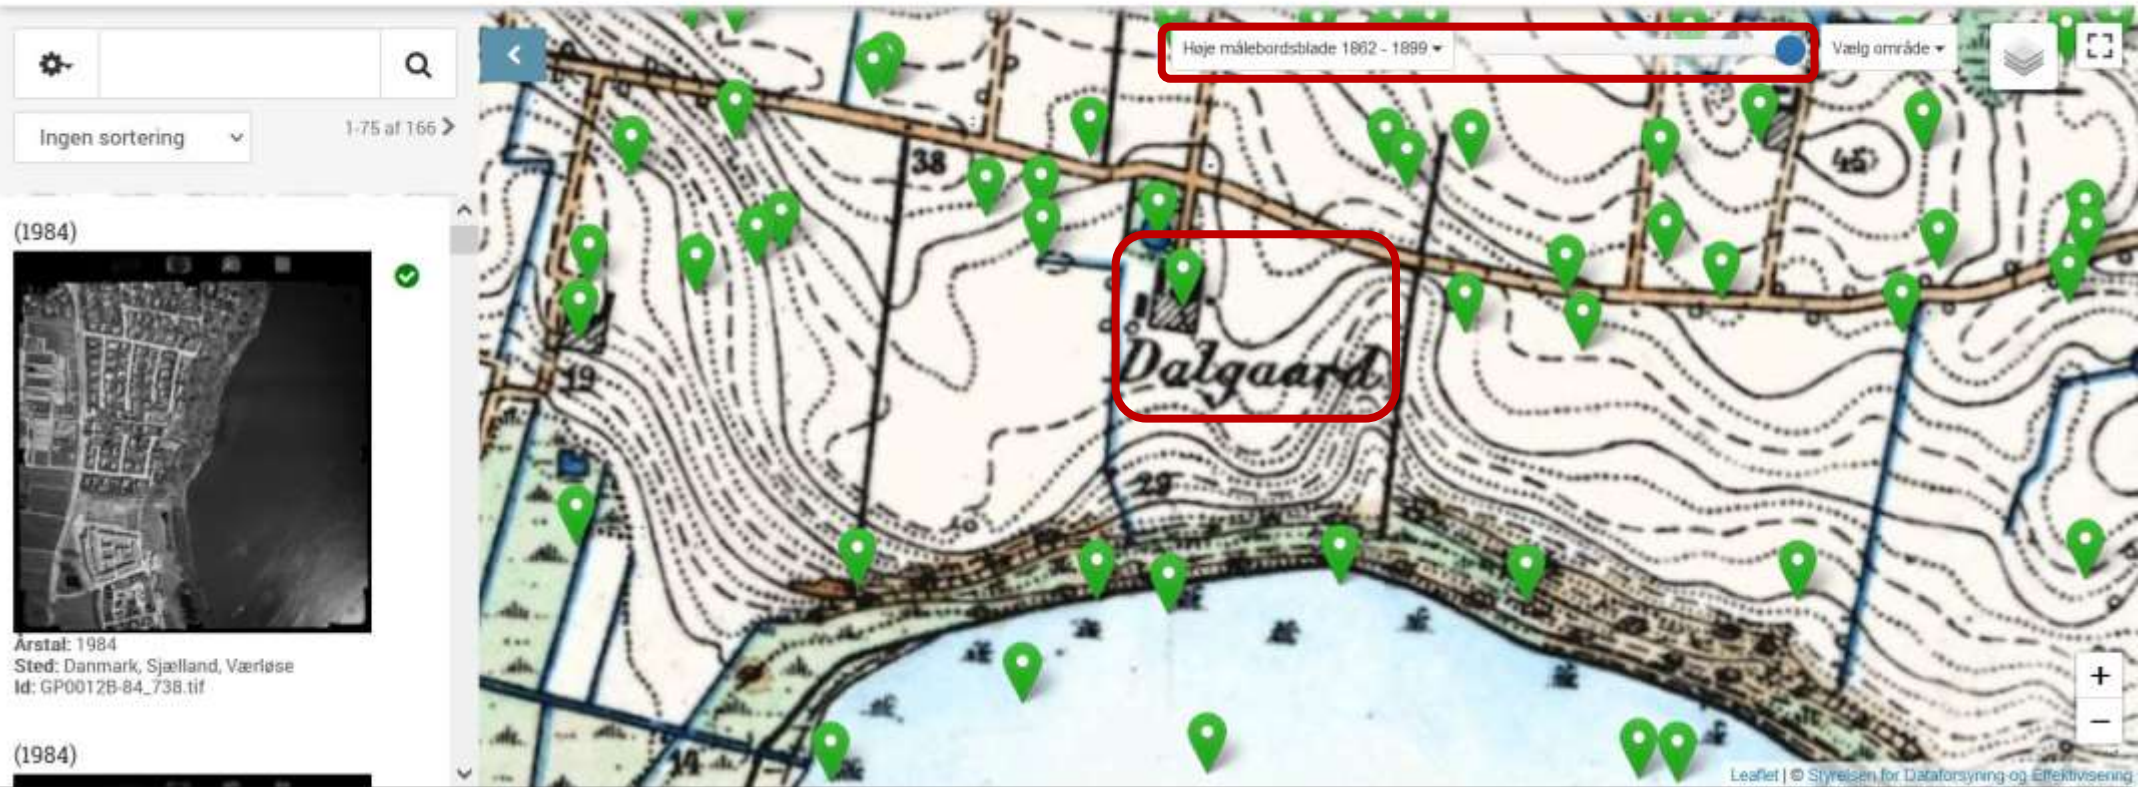 Høje målebordsblade 1862 - 1899
Vælg område
Ingen sortering
1-75 af 166
(1984)
Årstal: 1984
Sted: Danmark, Sjælland, Værløse
Id: GP0012B-84_738.tif
(1984)
38
45
19
Dalgaard
29
14
Leaflet | © Styrelsen for Dataforsyning og Effektivisering
+
−